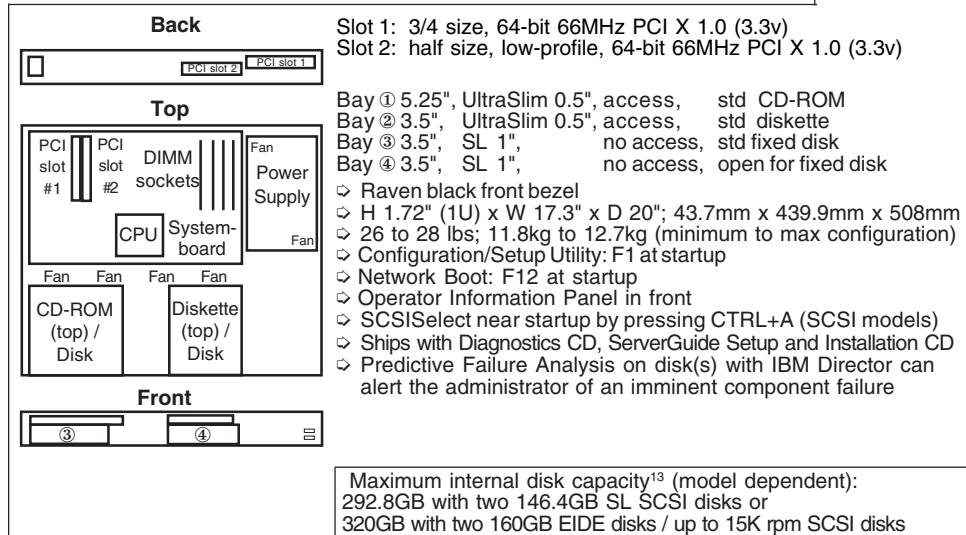 Back
PCI slot 2
PCI slot 1
Top
PCI slot #1
PCI slot #2
DIMM sockets
Fan
Power Supply
CPU
System-board
Fan
Fan Fan Fan Fan
CD-ROM (top) / Disk
Diskette (top) / Disk
Front
③ ④
Slot 1: 3/4 size, 64-bit 66MHz PCI X 1.0 (3.3v)
Slot 2: half size, low-profile, 64-bit 66MHz PCI X 1.0 (3.3v)
Bay ① 5.25", UltraSlim 0.5", access, std CD-ROM
Bay ② 3.5", UltraSlim 0.5", access, std diskette
Bay ③ 3.5", SL 1", no access, std fixed disk
Bay ④ 3.5", SL 1", no access, open for fixed disk
➪ Raven black front bezel
➪ H 1.72" (1U) x W 17.3" x D 20"; 43.7mm x 439.9mm x 508mm
➪ 26 to 28 lbs; 11.8kg to 12.7kg (minimum to max configuration)
➪ Configuration/Setup Utility: F1 at startup
➪ Network Boot: F12 at startup
➪ Operator Information Panel in front
➪ SCSISelect near startup by pressing CTRL+A (SCSI models)
➪ Ships with Diagnostics CD, ServerGuide Setup and Installation CD
➪ Predictive Failure Analysis on disk(s) with IBM Director can
alert the administrator of an imminent component failure
Maximum internal disk capacity¹³ (model dependent):
292.8GB with two 146.4GB SL SCSI disks or
320GB with two 160GB EIDE disks / up to 15K rpm SCSI disks